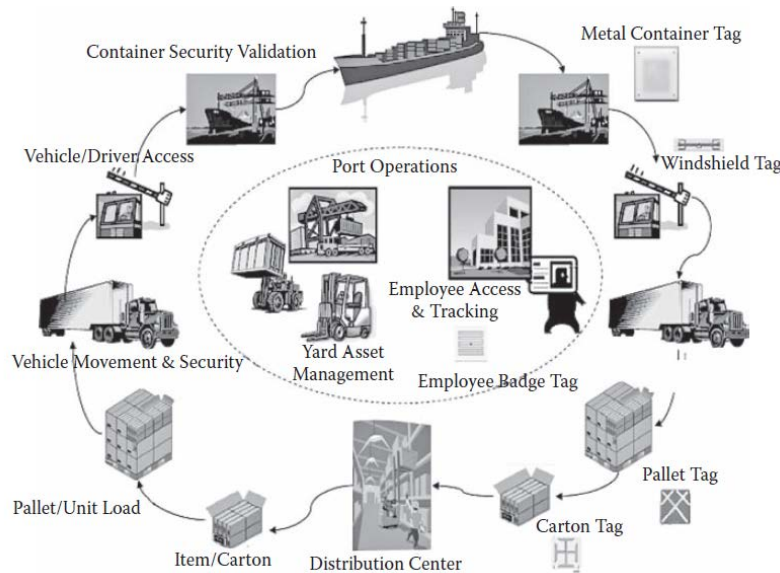 Container Security Validation
Metal Container Tag
Vehicle/Driver Access
Windshield Tag
Port Operations
Employee Access
& Tracking
Yard Asset
Management
Employee Badge Tag
Vehicle Movement & Security
Pallet/Unit Load
Pallet Tag
Item/Carton
Distribution Center
Carton Tag